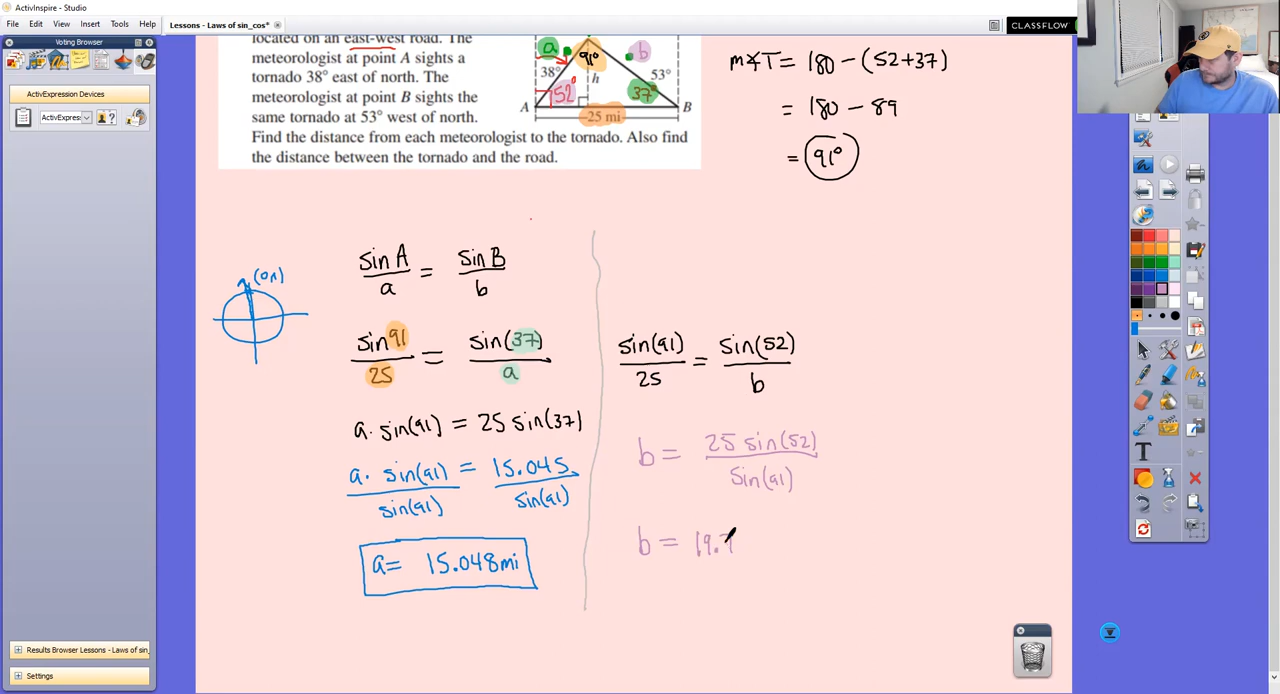 ActivInspire - Studio
File Edit View Insert Tools Help
Lessons - Laws of sin_cos*
CLASSFLOW
Voting Browser
ActivExpression Devices
ActivExpress
Results Browser Lessons - Laws of sin_
Settings
located on an east-west road. The
meteorologist at point A sights a
tornado 38° east of north. The
meteorologist at point B sights the
same tornado at 53° west of north.
Find the distance from each meteorologist to the tornado. Also find
the distance between the tornado and the road.
a 91° b
38° h 53°
52° 37°
A B
25 mi
m∡T = 180 - (52+37)
= 180 - 89
= 91°
(0,1)
sin A / a = sin B / b
sin 91 / 25 = sin(37) / a
a. sin(91) = 25 sin(37)
a. sin(91) / sin(91) = 15.045 / sin(91)
a = 15.048mi
sin(91) / 25 = sin(52) / b
b = 25 sin(52) / sin(91)
b = 19.7